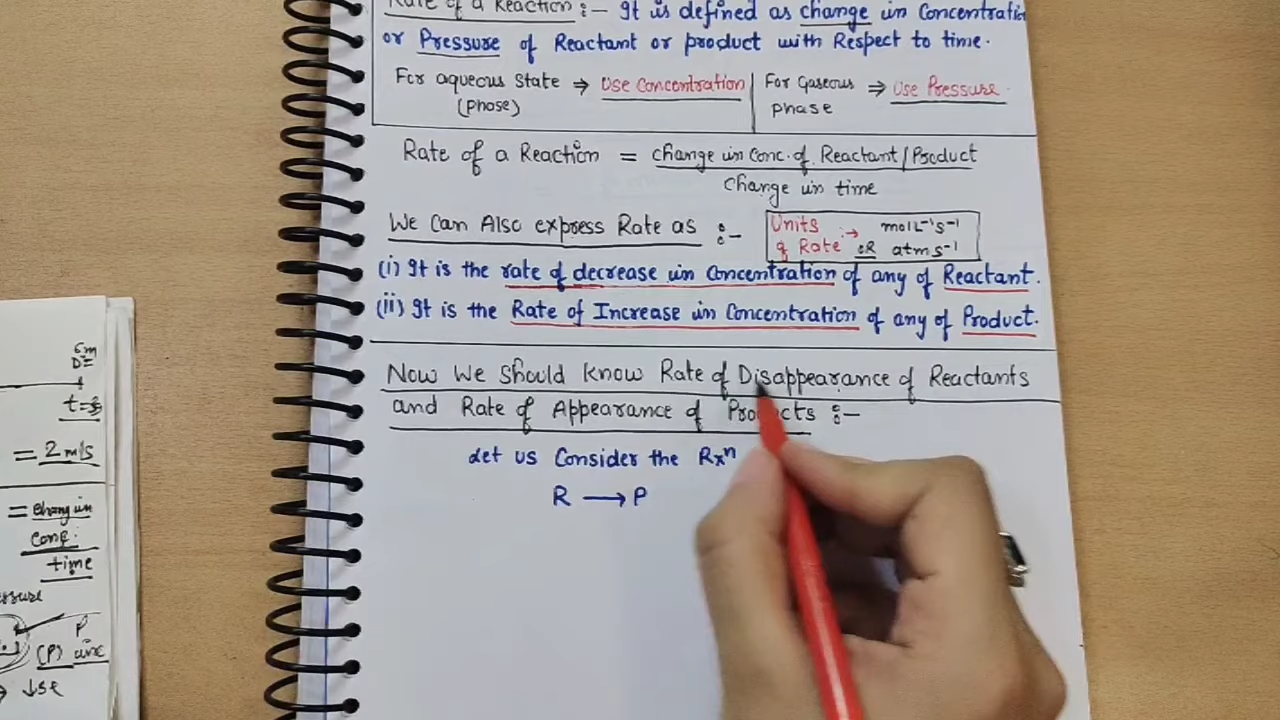 Rate of a Reaction :- It is defined as change in Concentration
or Pressure of Reactant or product with Respect to time.
For aqueous state ⇒ Use Concentration
(Phase)
For Gaseous ⇒ Use Pressure.
phase
Rate of a Reaction = change in conc. of Reactant/Product
Change in time
We Can Also express Rate as :-
Units → mol L⁻¹s⁻¹
of Rate OR atm s⁻¹
(i) It is the rate of decrease in Concentration of any of Reactant.
(ii) It is the Rate of Increase in Concentration of any of Product.
Now We Should Know Rate of Disappearance of Reactants
and Rate of Appearance of Products :-
Let us Consider the Rxⁿ
R ⟶ P
= 2 m/s
= Chang in
conc.
time
P
(P) inc